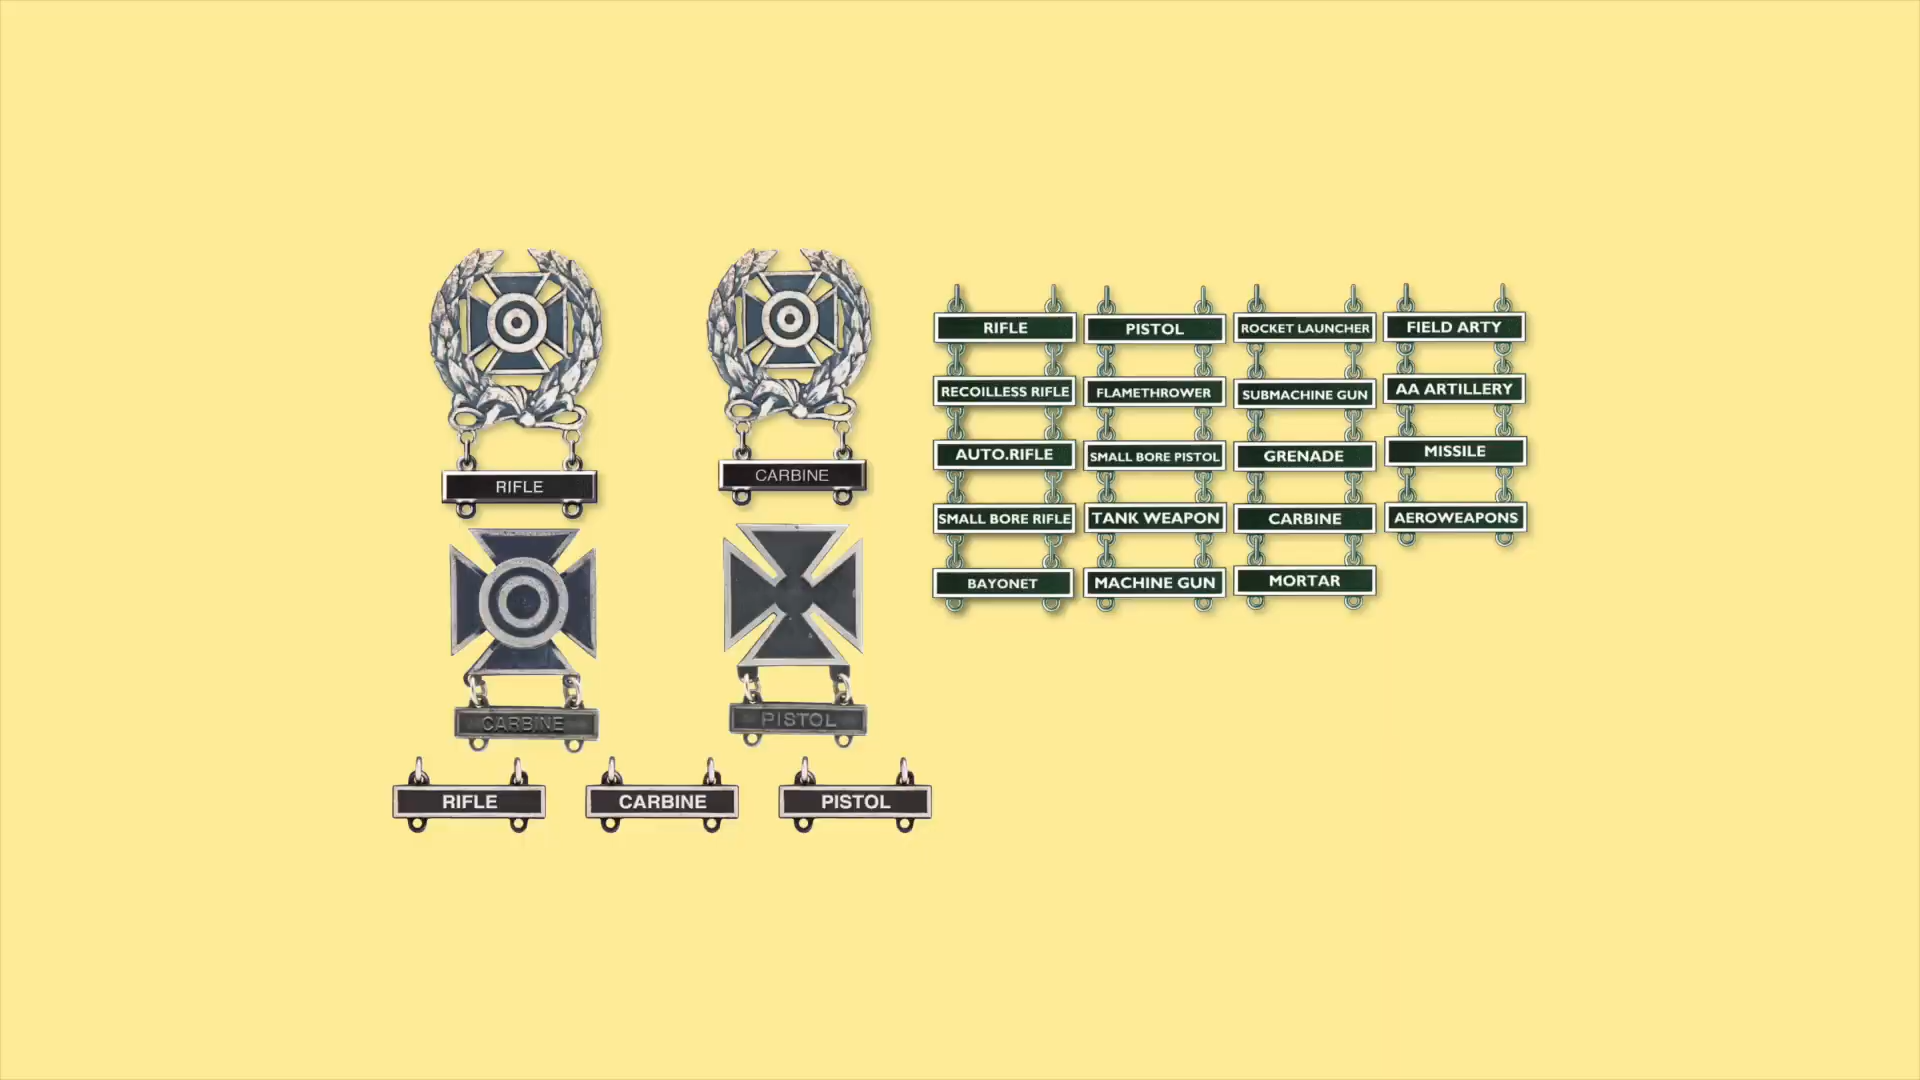 RIFLE
CARBINE
CARBINE
PISTOL
RIFLE
CARBINE
PISTOL
RIFLE
RECOILLESS RIFLE
AUTO.RIFLE
SMALL BORE RIFLE
BAYONET
PISTOL
FLAMETHROWER
SMALL BORE PISTOL
TANK WEAPON
MACHINE GUN
ROCKET LAUNCHER
SUBMACHINE GUN
GRENADE
CARBINE
MORTAR
FIELD ARTY
AA ARTILLERY
MISSILE
AEROWEAPONS